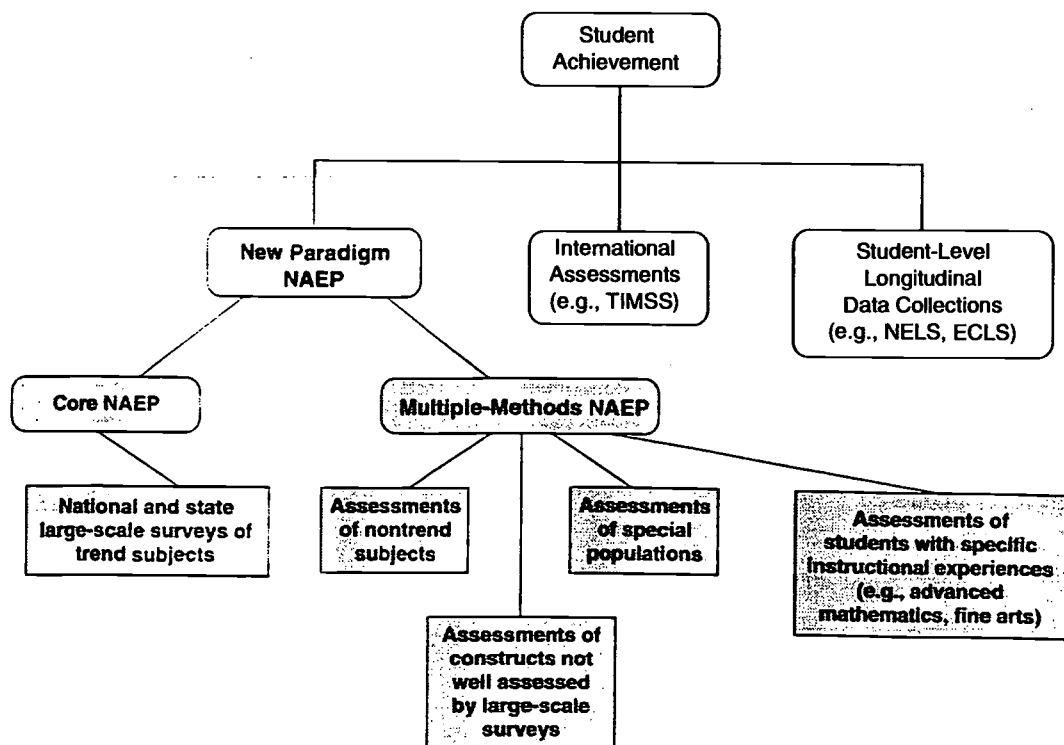 Student
Achievement
New Paradigm
NAEP
International
Assessments
(e.g., TIMSS)
Student-Level
Longitudinal
Data Collections
(e.g., NELS, ECLS)
Core NAEP
Multiple-Methods NAEP
National and state
large-scale surveys of
trend subjects
Assessments
of nontrend
subjects
Assessments
of special
populations
Assessments of
students with specific
instructional experiences
(e.g., advanced
mathematics, fine arts)
Assessments of
constructs not
well assessed
by large-scale
surveys